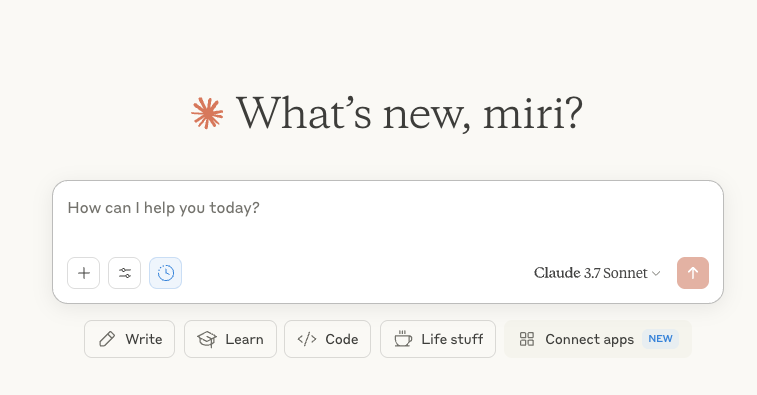 What's new, miri?
How can I help you today?
Claude 3.7 Sonnet
Write
Learn
Code
Life stuff
Connect apps NEW